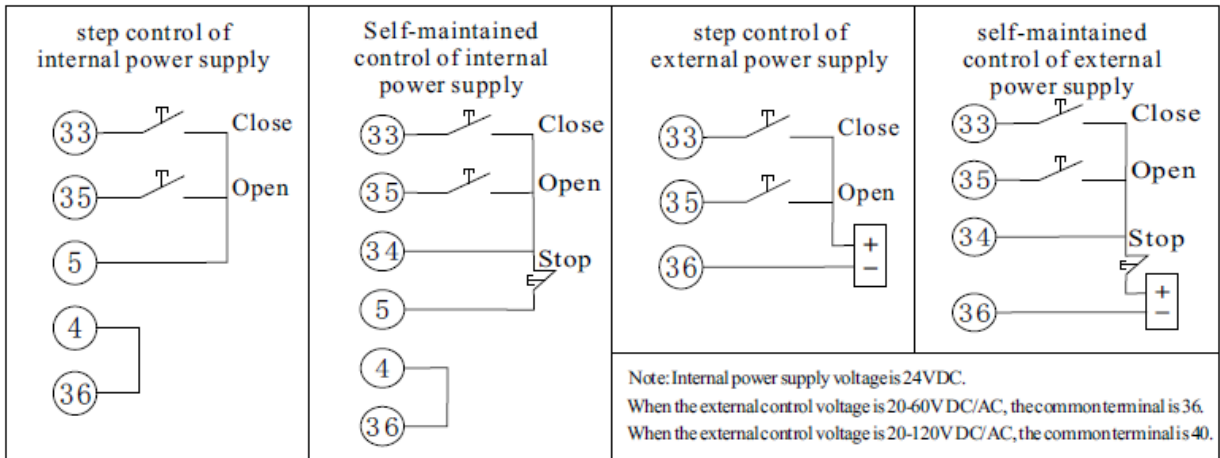 step control of
internal power supply
33
Close
35
Open
5
4
36
Self-maintained
control of internal
power supply
33
Close
35
Open
34
Stop
5
4
36
step control of
external power supply
33
Close
35
Open
+
36
−
self-maintained
control of external
power supply
33
Close
35
Open
34
Stop
+
36
−
Note: Internal power supply voltage is 24VDC.
When the external control voltage is 20-60V DC/AC, the common terminal is 36.
When the external control voltage is 20-120V DC/AC, the common terminal is 40.